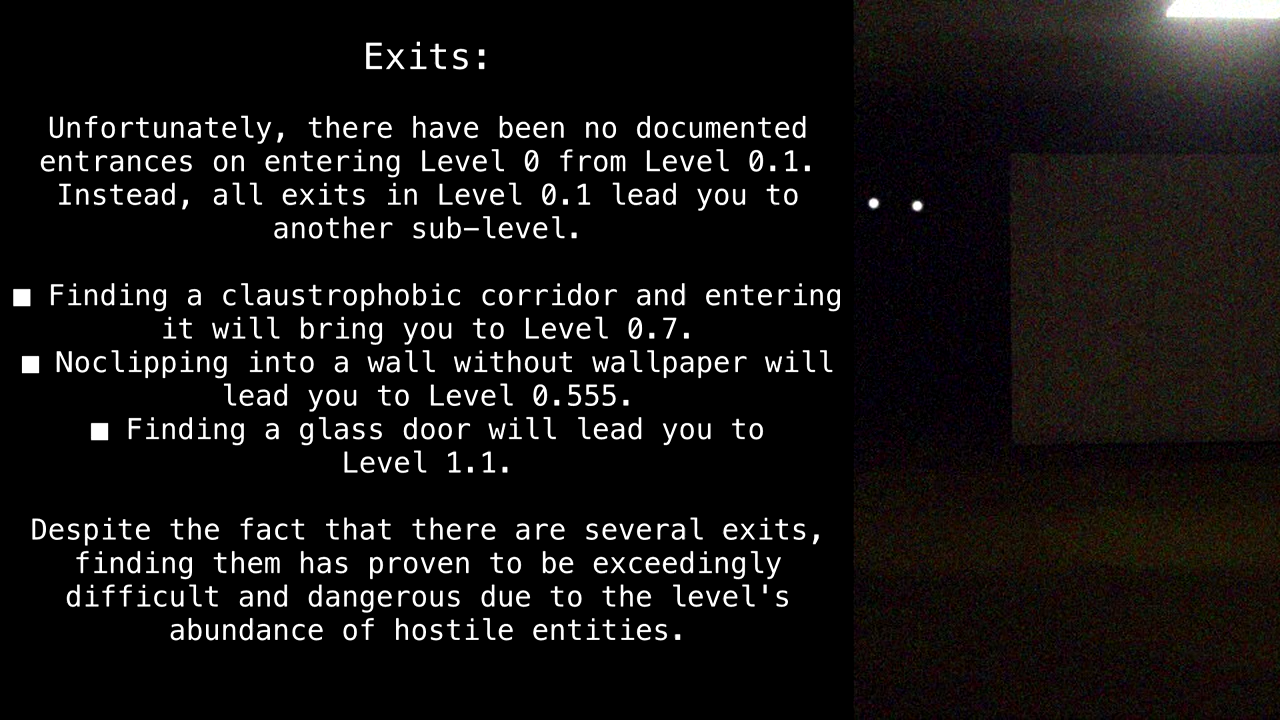 Exits:
Unfortunately, there have been no documented
entrances on entering Level 0 from Level 0.1.
Instead, all exits in Level 0.1 lead you to
another sub-level.
■ Finding a claustrophobic corridor and entering
it will bring you to Level 0.7.
■ Noclipping into a wall without wallpaper will
lead you to Level 0.555.
■ Finding a glass door will lead you to
Level 1.1.
Despite the fact that there are several exits,
finding them has proven to be exceedingly
difficult and dangerous due to the level's
abundance of hostile entities.